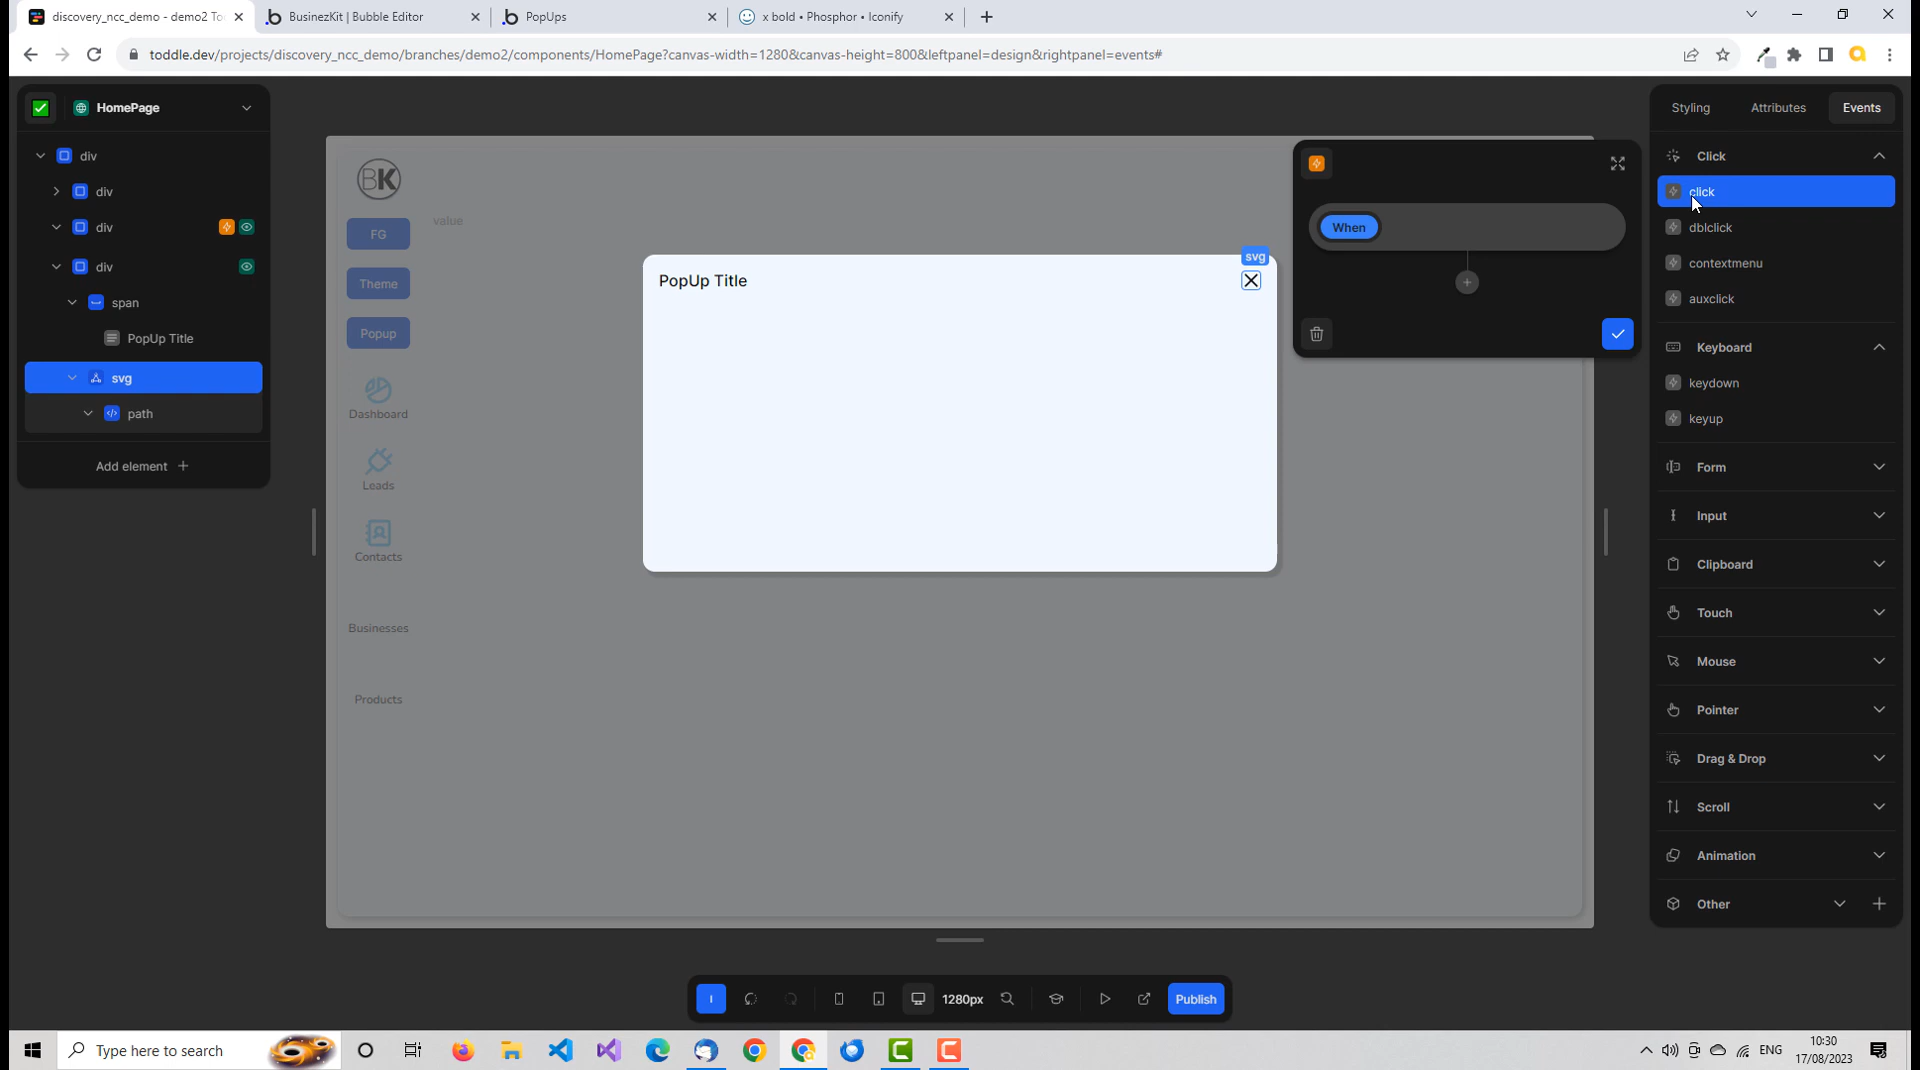 discovery_ncc_demo - demo2 To
BusinezKit | Bubble Editor
PopUps
x bold • Phosphor • Iconify
toddle.dev/projects/discovery_ncc_demo/branches/demo2/components/HomePage?canvas-width=1280&canvas-height=800&leftpanel=design&rightpanel=events#
HomePage
div
div
div
div
span
PopUp Title
svg
path
Add element
BK
FG
value
Theme
Popup
Dashboard
Leads
Contacts
Businesses
Products
svg
PopUp Title
When
Styling
Attributes
Events
Click
click
dblclick
contextmenu
auxclick
Keyboard
keydown
keyup
Form
Input
Clipboard
Touch
Mouse
Pointer
Drag & Drop
Scroll
Animation
Other
1280px
Publish
Type here to search
ENG
10:30
17/08/2023